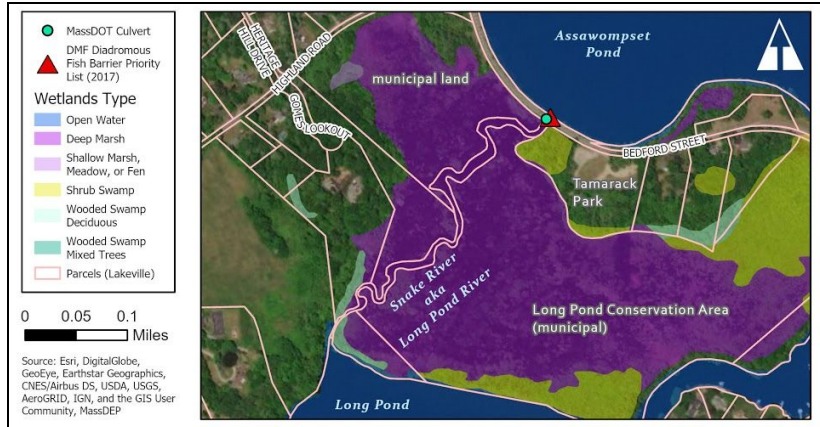 MassDOT Culvert
DMF Diadromous
Fish Barrier Priority
List (2017)
Wetlands Type
Open Water
Deep Marsh
Shallow Marsh,
Meadow, or Fen
Shrub Swamp
Wooded Swamp
Deciduous
Wooded Swamp
Mixed Trees
Parcels (Lakeville)
0 0.05 0.1
Miles
Source: Esri, DigitalGlobe,
GeoEye, Earthstar Geographics,
CNES/Airbus DS, USDA, USGS,
AeroGRID, IGN, and the GIS User
Community, MassDEP
HERITAGE
HILL DRIVE
HIGHLAND ROAD
GOMES LOOKOUT
municipal land
Assawompset
Pond
BEDFORD STREET
Tamarack
Park
Snake River
aka
Long Pond River
Long Pond Conservation Area
(municipal)
Long Pond